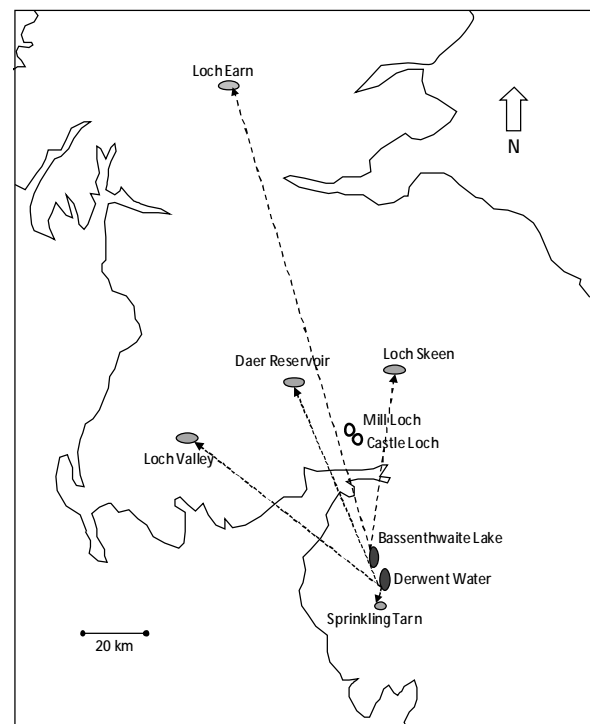 Loch Earn
N
Loch Skeen
Daer Reservoir
Mill Loch
Castle Loch
Loch Valley
Bassenthwaite Lake
Derwent Water
Sprinkling Tarn
20 km